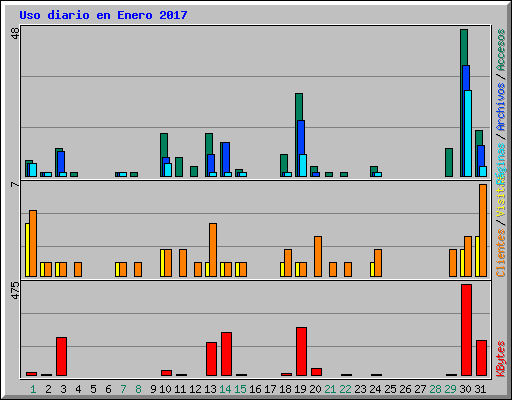 Uso diario en Enero 2017
48
7
475
Accesos / Archivos / Páginas
Clientes / Visitas
KBytes
1 2 3 4 5 6 7 8 9 10 11 12 13 14 15 16 17 18 19 20 21 22 23 24 25 26 27 28 29 30 31